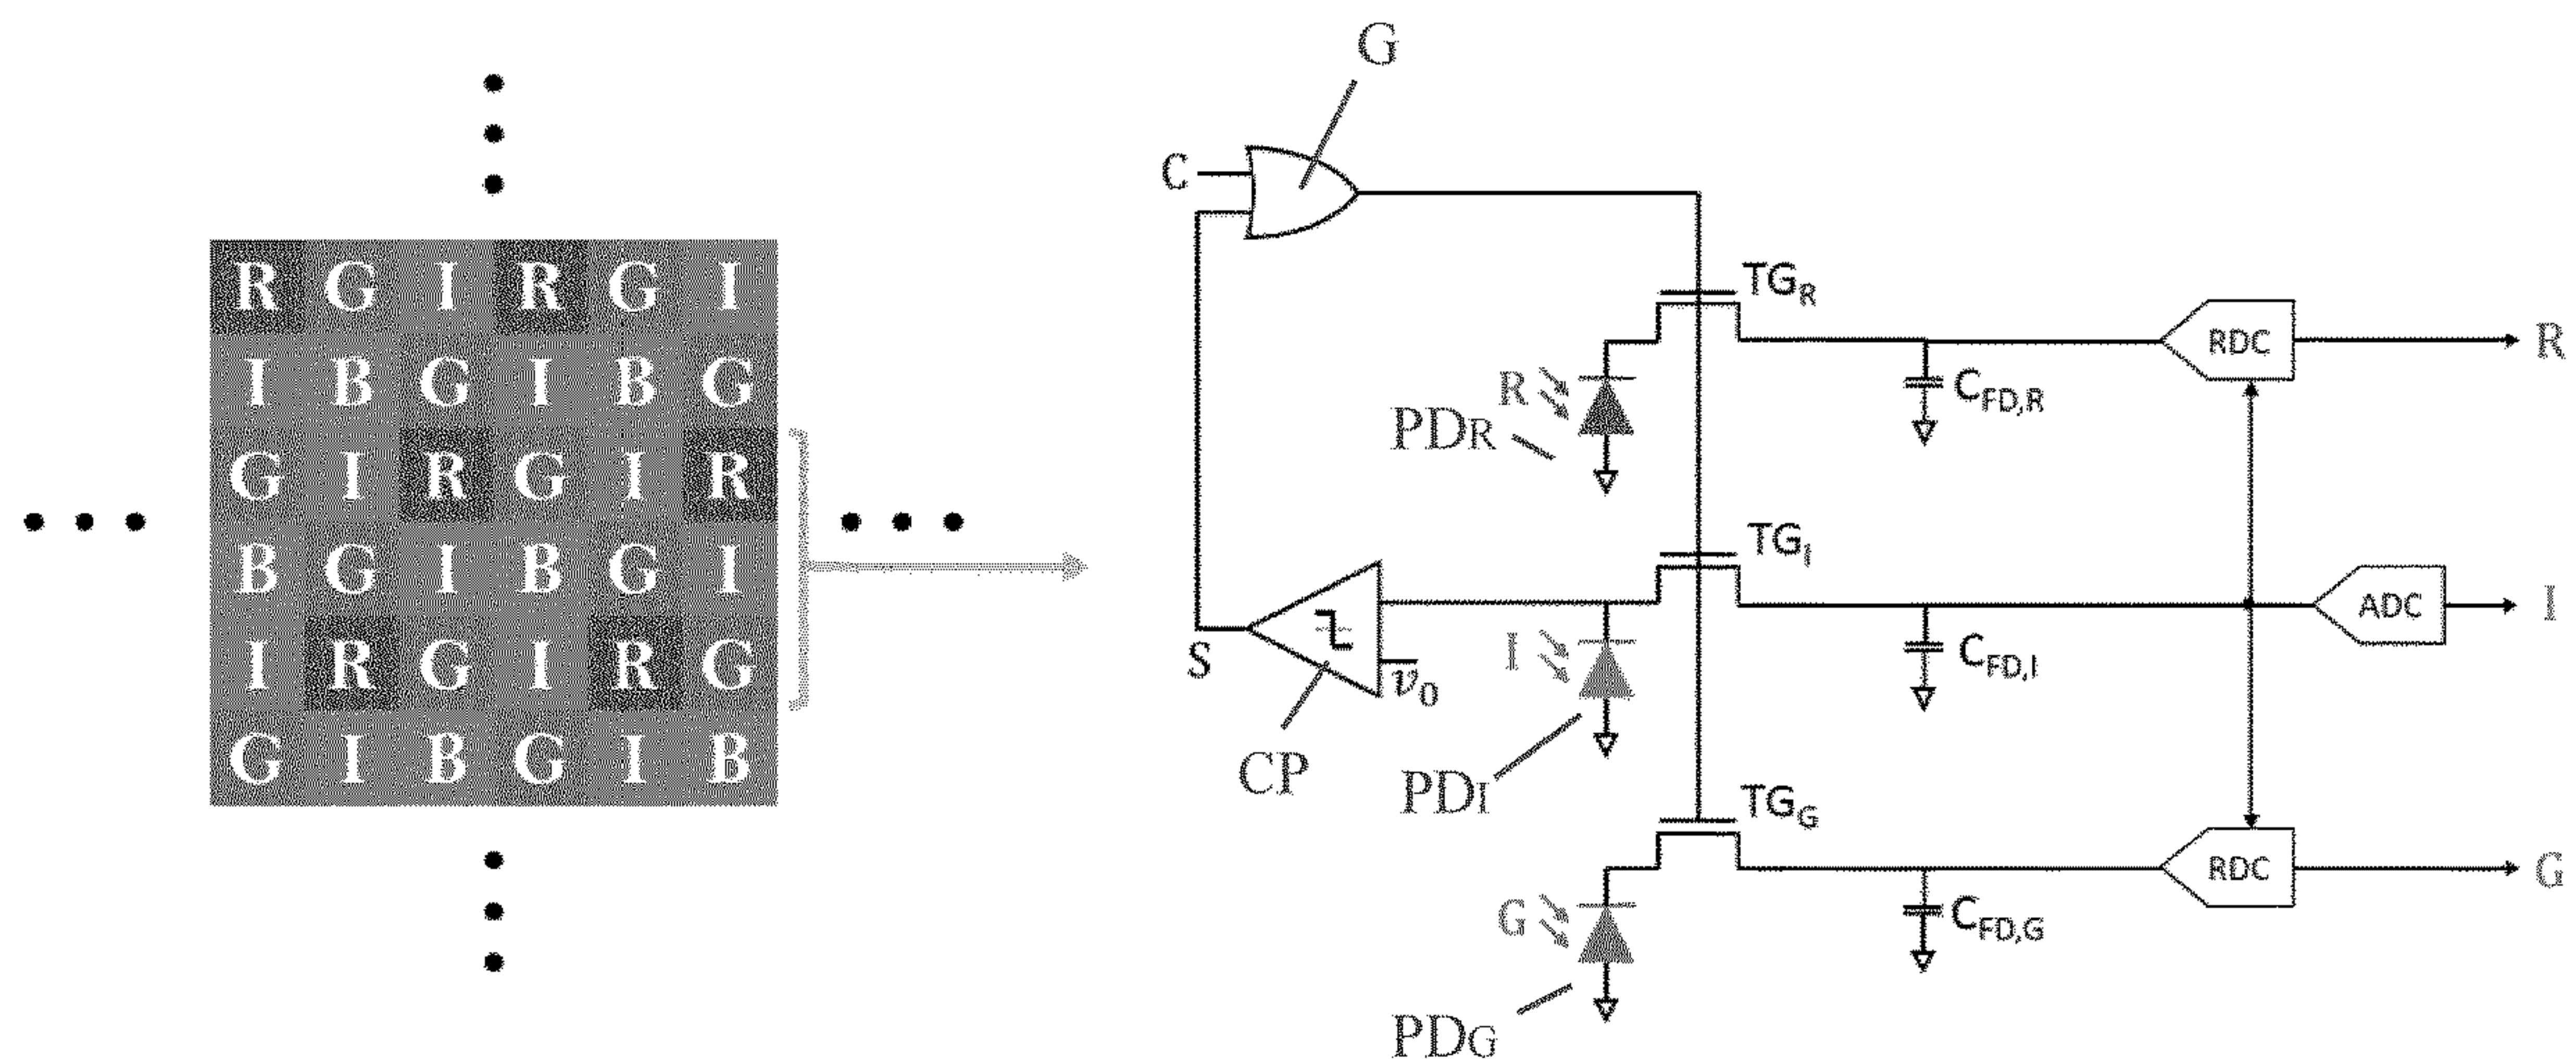 R G I R G I
I B G I B G
G I R G I R
B G I B G I
I R G I R G
G I B G I B
G
C
TG_R
RDC
R
R
C_FD,R
PD_R
TG_I
ADC
I
S
I
C_FD,I
v_0
CP
PD_I
TG_G
RDC
G
G
C_FD,G
PD_G